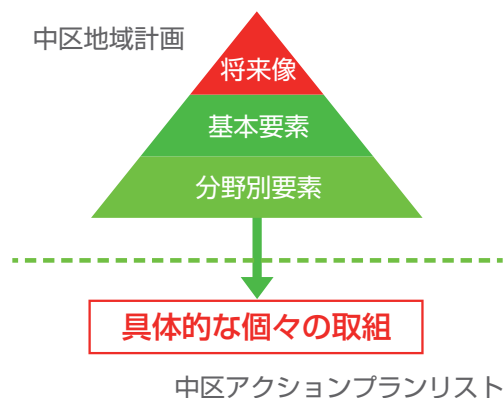 中区地域計画
将来像
基本要素
分野別要素
具体的な個々の取組
中区アクションプランリスト